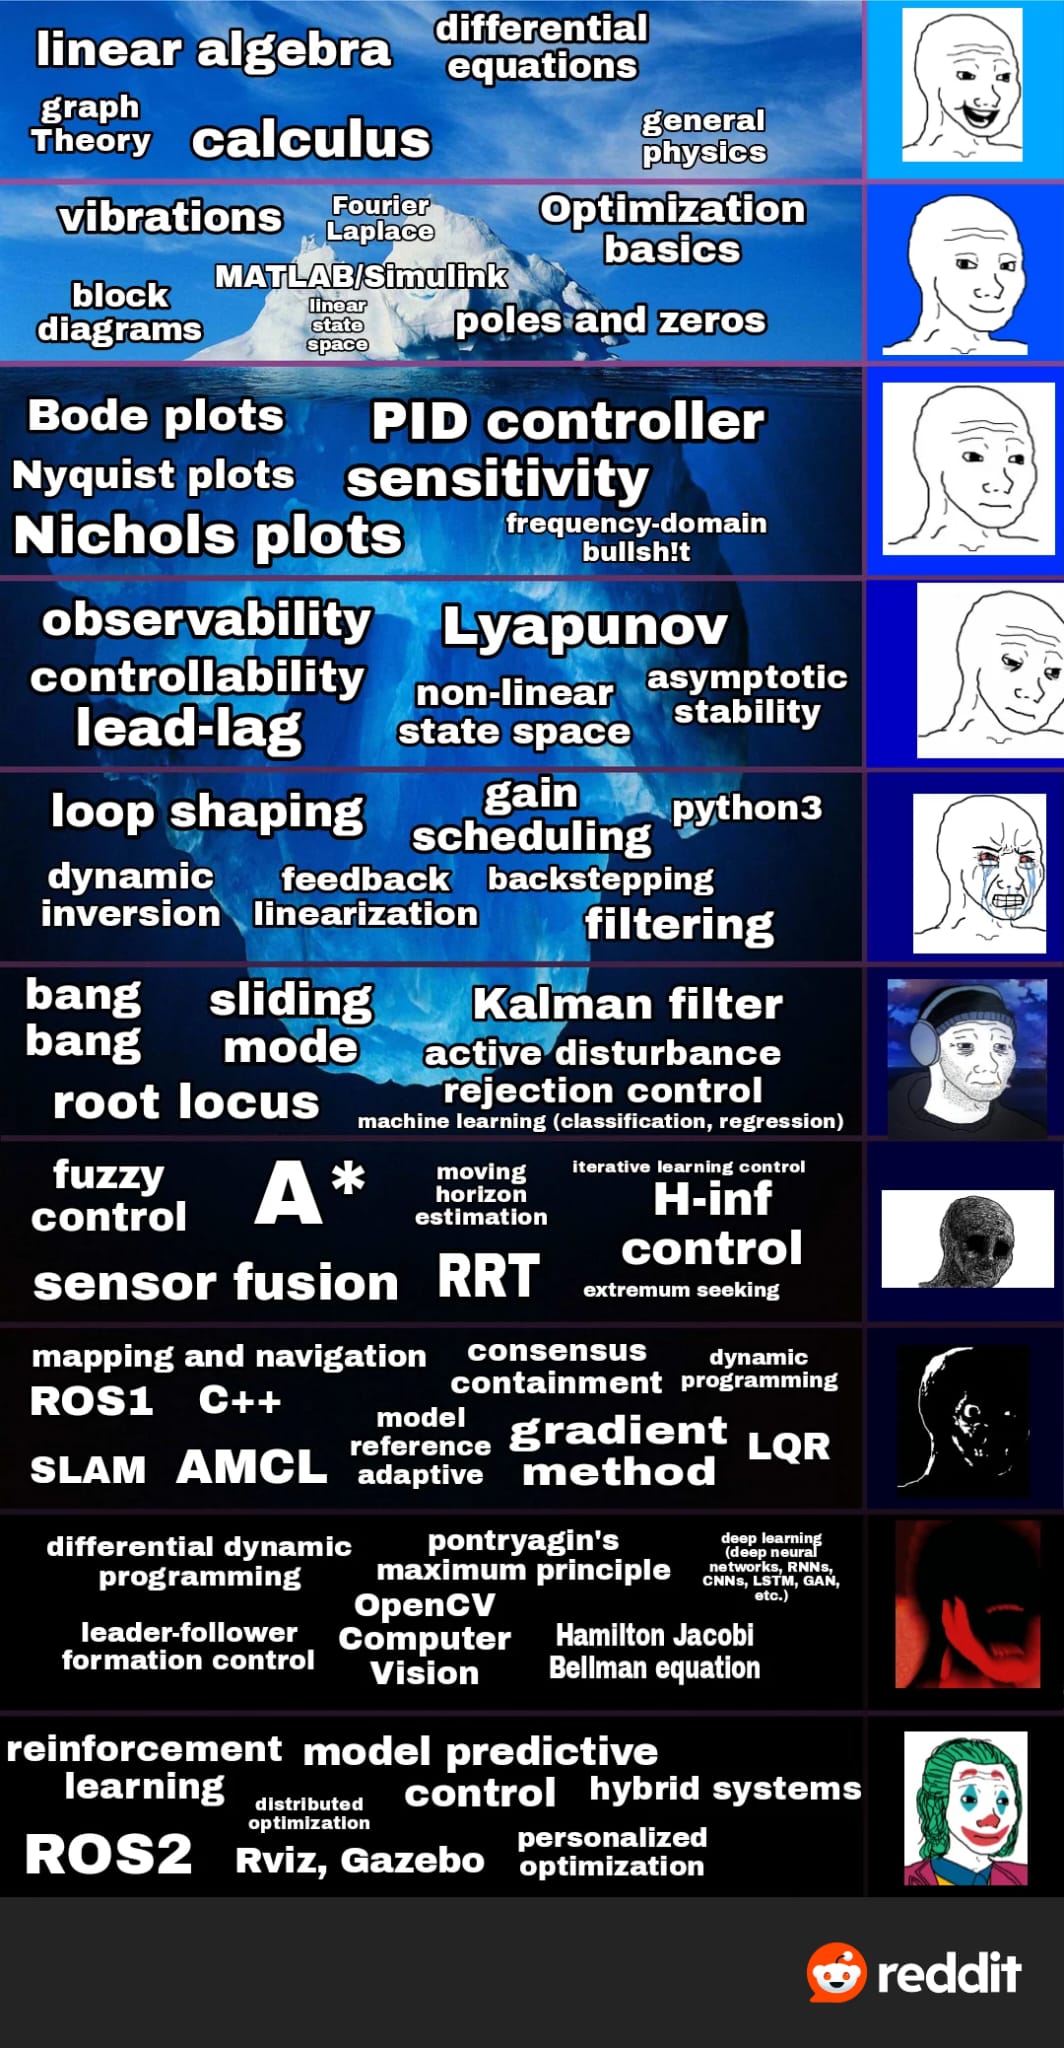 linear algebra
differential
equations
graph
Theory
calculus
general
physics
vibrations
Fourier
Laplace
Optimization
basics
MATLAB/Simulink
block
diagrams
linear
state
space
poles and zeros
Bode plots
PID controller
Nyquist plots
sensitivity
Nichols plots
frequency-domain
bullsh!t
observability
Lyapunov
controllability
non-linear
state space
asymptotic
stability
lead-lag
loop shaping
gain
scheduling
python3
dynamic
inversion
feedback
linearization
backstepping
filtering
bang
bang
sliding
mode
Kalman filter
active disturbance
rejection control
root locus
machine learning (classification, regression)
fuzzy
control
A*
moving
horizon
estimation
iterative learning control
H-inf
control
sensor fusion
RRT
extremum seeking
mapping and navigation
consensus
containment
dynamic
programming
ROS1
C++
model
reference
adaptive
gradient
method
LQR
SLAM
AMCL
differential dynamic
programming
pontryagin's
maximum principle
deep learning
(deep neural
networks, RNNs,
CNNs, LSTM, GAN,
etc.)
leader-follower
formation control
OpenCV
Computer
Vision
Hamilton Jacobi
Bellman equation
reinforcement
learning
model predictive
control
hybrid systems
distributed
optimization
ROS2
Rviz, Gazebo
personalized
optimization
reddit